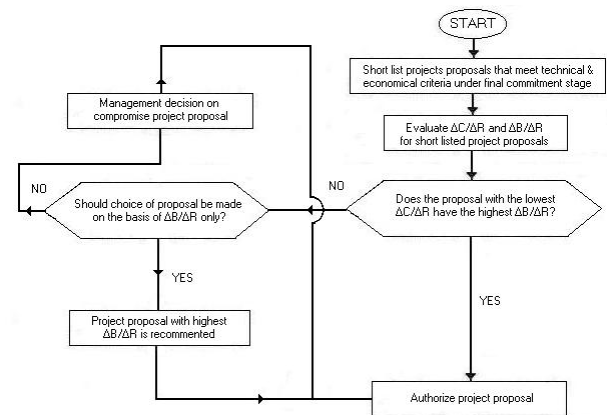 START
Short list projects proposals that meet technical &
economical criteria under final commitment stage
Evaluate ΔC/ΔR and ΔB/ΔR
for short listed project proposals
Does the proposal with the lowest
ΔC/ΔR have the highest ΔB/ΔR?
NO
YES
Should choice of proposal be made
on the basis of ΔB/ΔR only?
NO
Management decision on
compromise project proposal
YES
Project proposal with highest
ΔB/ΔR is recommented
Authorize project proposal